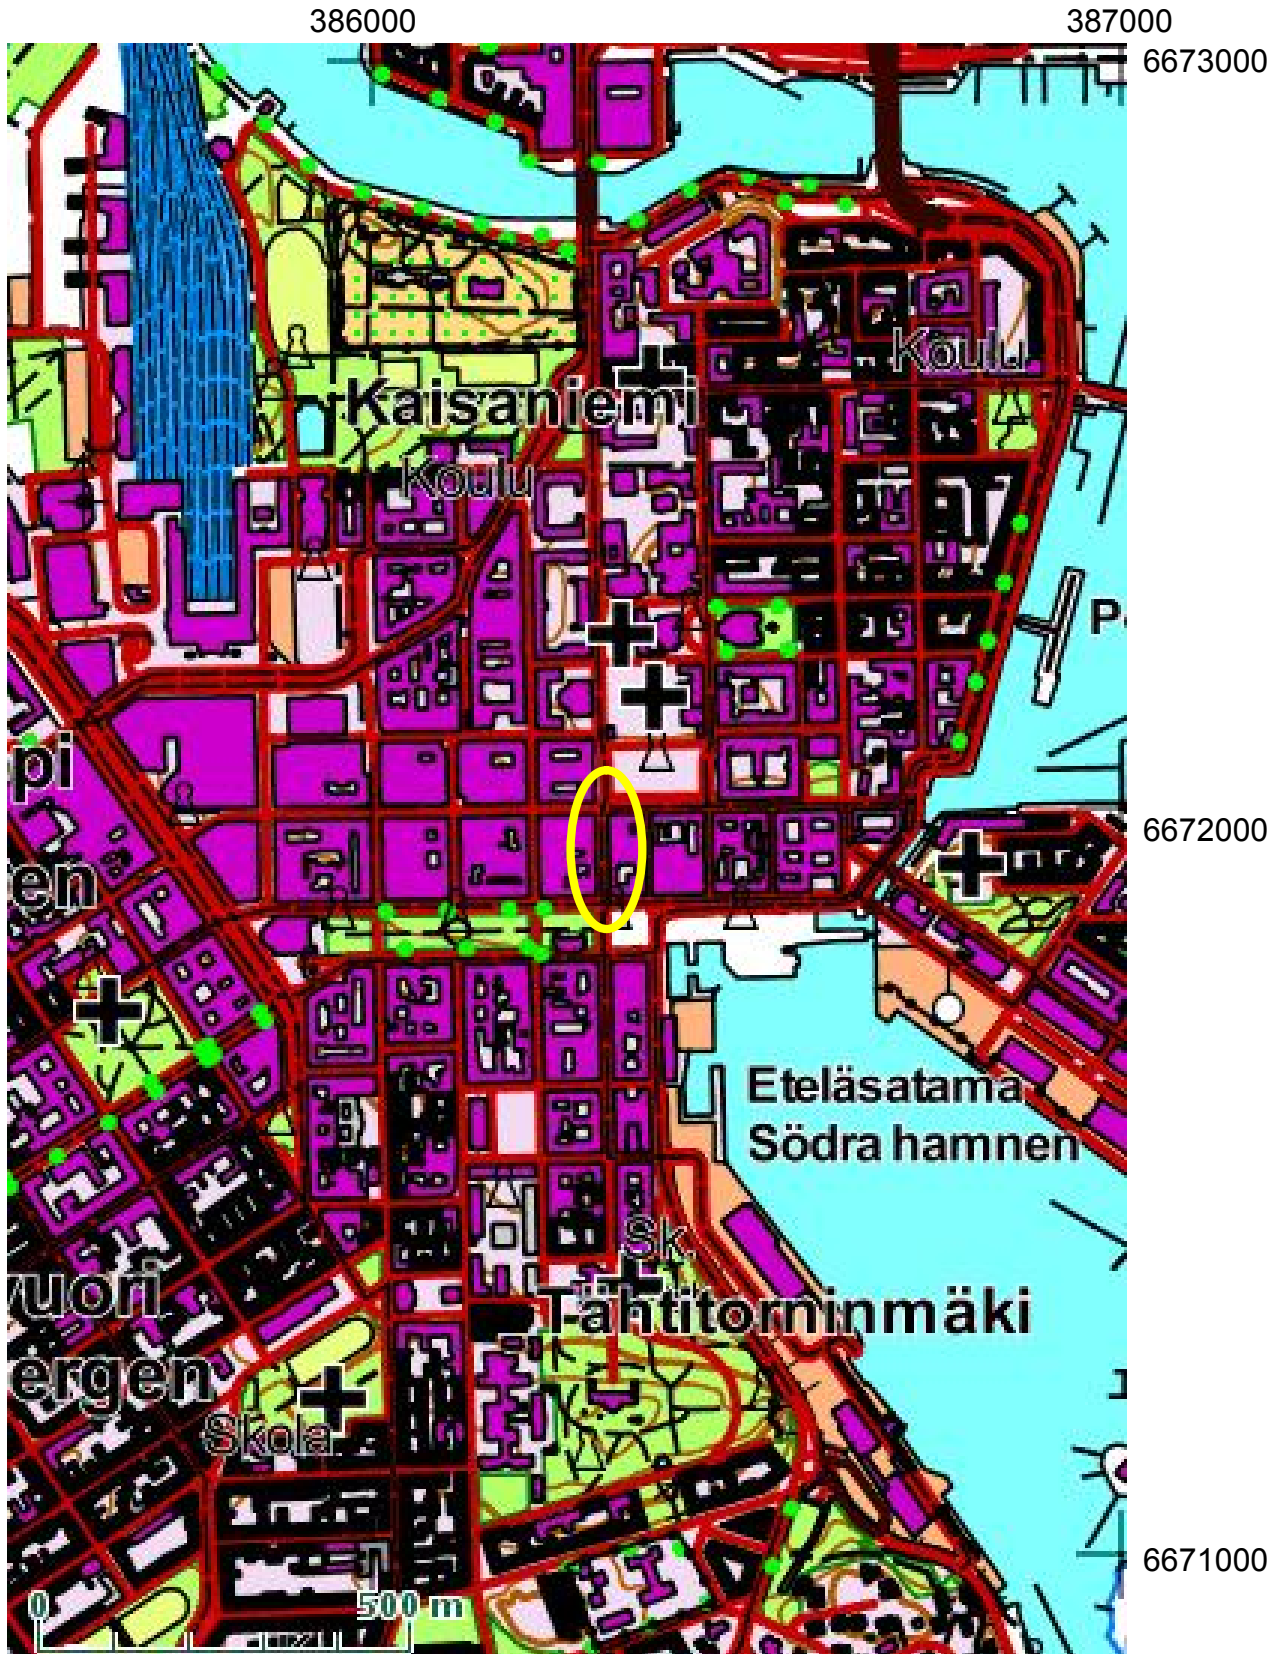 386000 387000
6673000
Koulu
Kaisaniemi
Koulu
P
pi
6672000
en
Eteläsatama
Södra hamnen
Sk.
vuori
Tähtitorninmäki
ergen
Skola
6671000
0 500 m